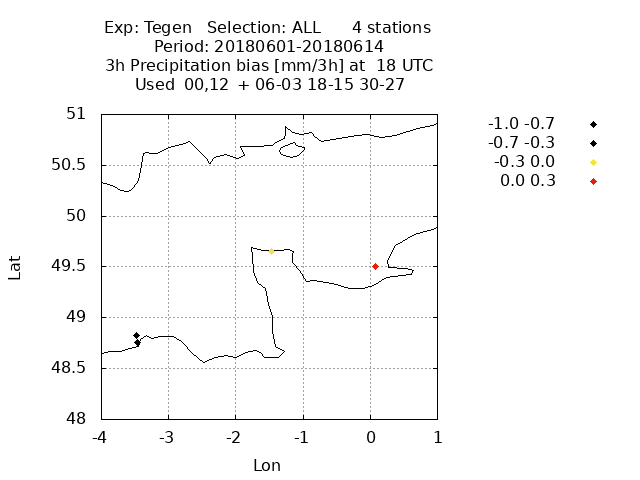 Exp: Tegen   Selection: ALL      4 stations
Period: 20180601-20180614
3h Precipitation bias [mm/3h] at  18 UTC
Used  00,12  + 06-03 18-15 30-27
-1.0 -0.7
-0.7 -0.3
-0.3 0.0
0.0 0.3
51
50.5
50
49.5
49
48.5
48
Lat
-4 -3 -2 -1 0 1
Lon